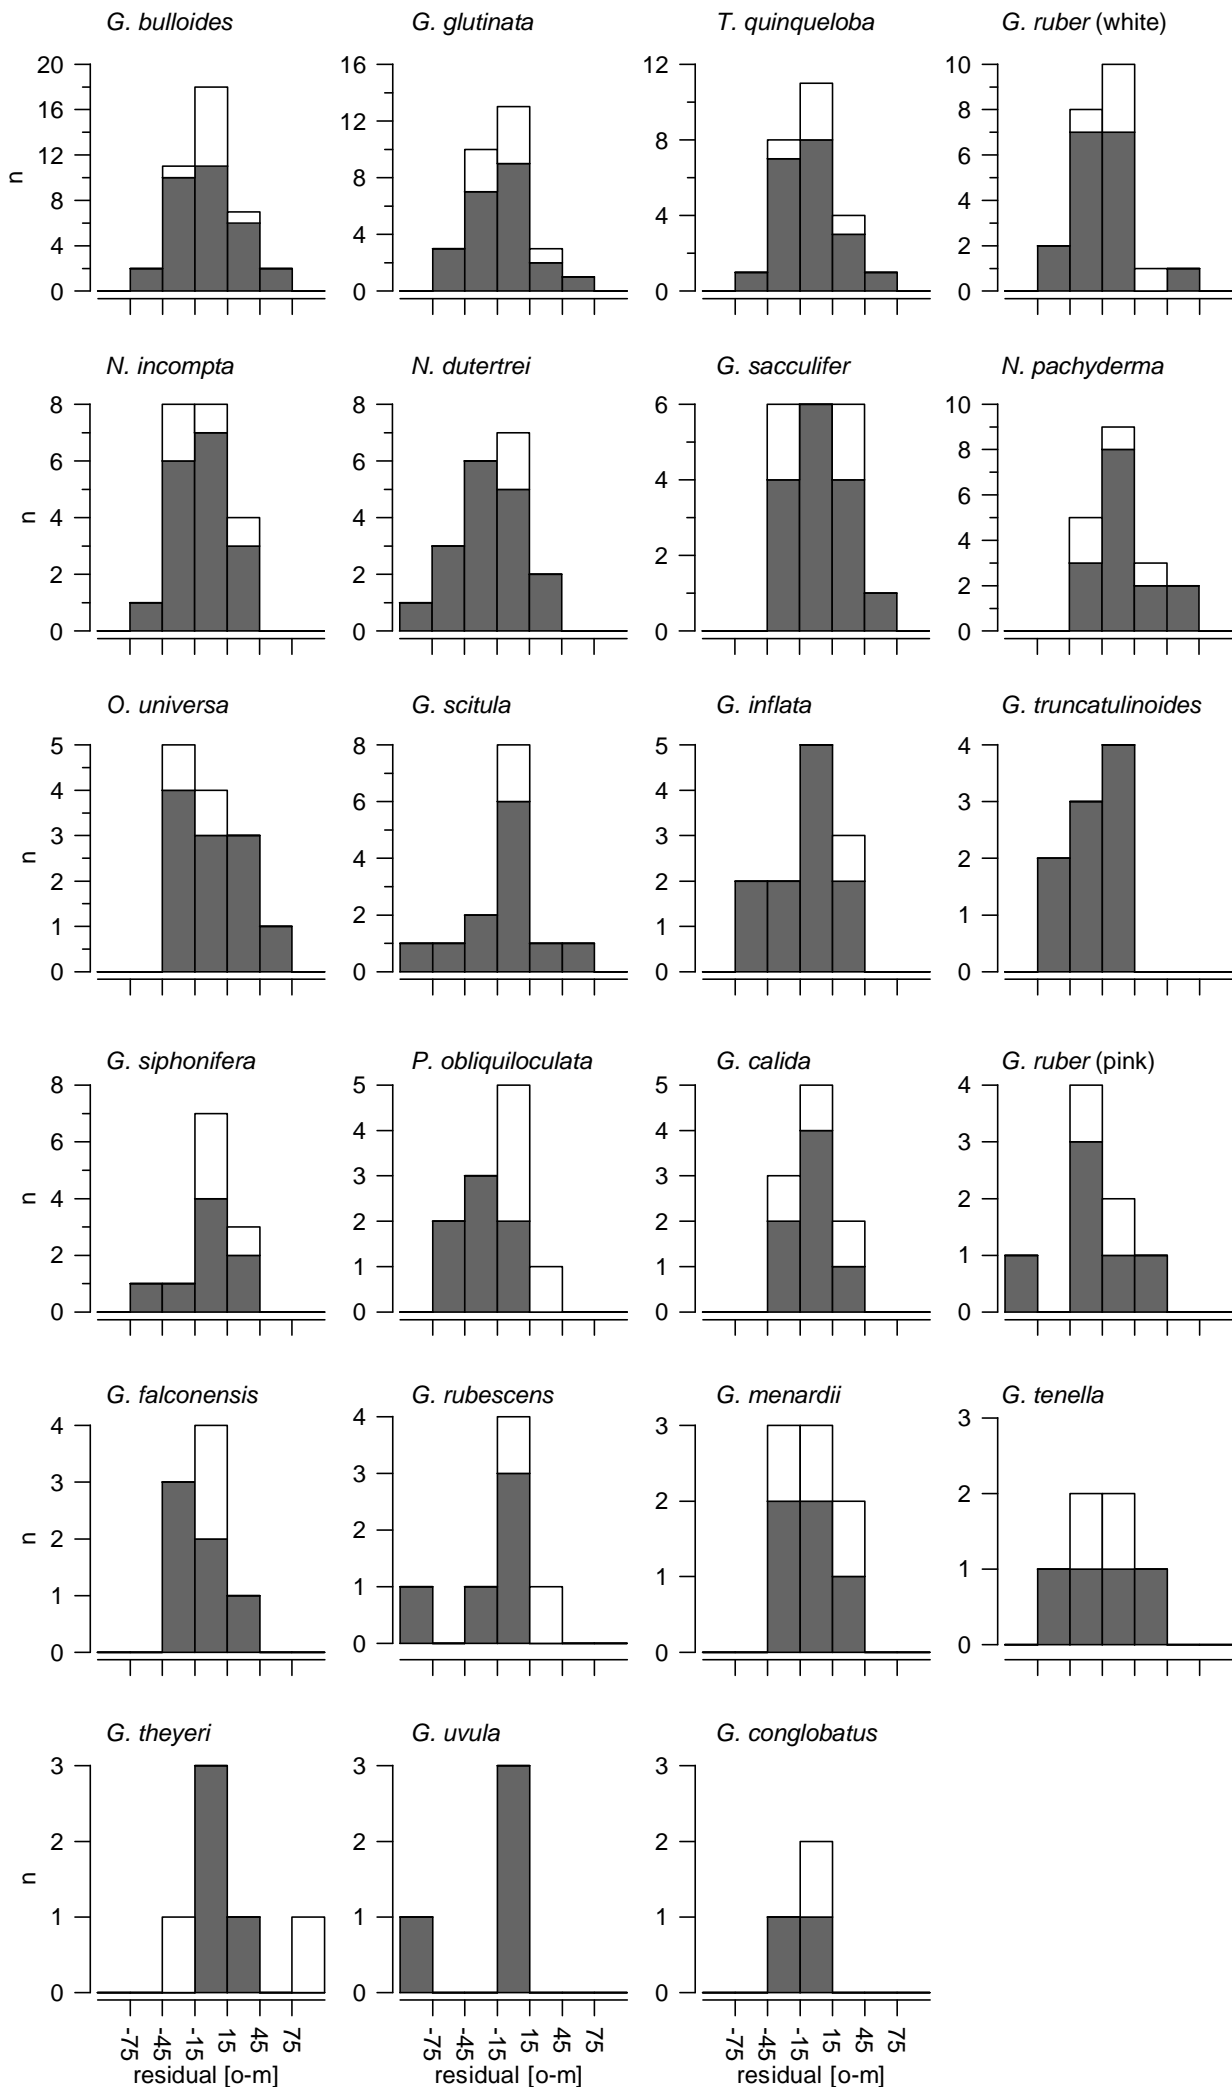 G. bulloides G. glutinata T. quinqueloba G. ruber (white)
20 16 12 10
16 12 8 8
12 8 4 6
8 4 0 4
4 0 2
0 0
n
N. incompta N. dutertrei G. sacculifer N. pachyderma
8 8 6 10
6 6 4 8
4 4 2 6
2 2 0 4
0 0 2
0
n
O. universa G. scitula G. inflata G. truncatulinoides
5 8 5 4
4 6 4 3
3 4 3 2
2 2 2 1
1 0 1 0
0 0
n
G. siphonifera P. obliquiloculata G. calida G. ruber (pink)
8 5 5 4
6 4 4 3
4 3 3 2
2 2 2 1
0 1 1 0
0 0
n
G. falconensis G. rubescens G. menardii G. tenella
4 4 3 3
3 3 2 2
2 2 1 1
1 1 0 0
0 0
n
G. theyeri G. uvula G. conglobatus
3 3 3
2 2 2
1 1 1
0 0 0
n
-75 -45 -15 15 45 75 -75 -45 -15 15 45 75 -75 -45 -15 15 45 75
residual [o-m] residual [o-m] residual [o-m]